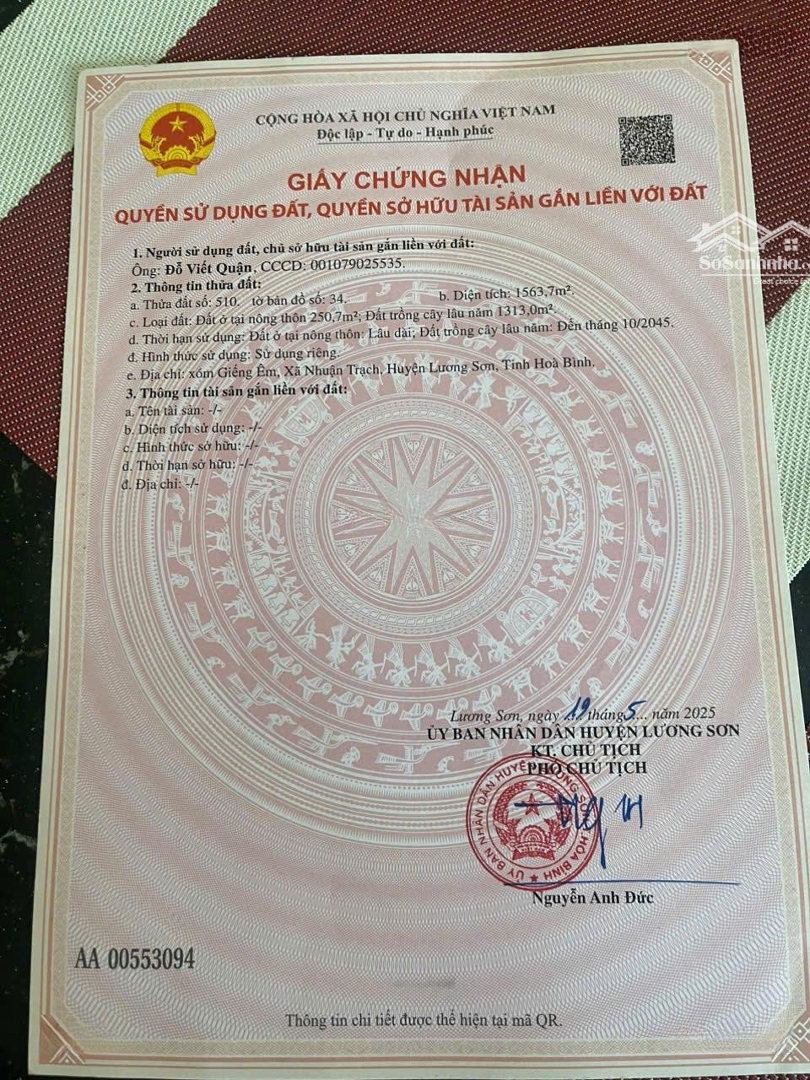 CỘNG HÒA XÃ HỘI CHỦ NGHĨA VIỆT NAM
Độc lập - Tự do - Hạnh phúc
GIẤY CHỨNG NHẬN
QUYỀN SỬ DỤNG ĐẤT, QUYỀN SỞ HỮU TÀI SẢN GẮN LIỀN VỚI ĐẤT
SoSanhnha.
1. Người sử dụng đất, chủ sở hữu tài sản gắn liền với đất:
Ông: Đỗ Viết Quận, CCCD: 001079025535.
2. Thông tin thửa đất:
a. Thửa đất số: 510. tờ bản đồ số: 34. b. Diện tích: 1563,7m².
c. Loại đất: Đất ở tại nông thôn 250,7m²; Đất trồng cây lâu năm 1313,0m².
d. Thời hạn sử dụng: Đất ở tại nông thôn: Lâu dài; Đất trồng cây lâu năm: Đến tháng 10/2045.
đ. Hình thức sử dụng: Sử dụng riêng.
e. Địa chỉ: xóm Giếng Êm, Xã Nhuận Trạch, Huyện Lương Sơn, Tỉnh Hoà Bình.
3. Thông tin tài sản gắn liền với đất:
a. Tên tài sản: -/-
b. Diện tích sử dụng: -/-
c. Hình thức sở hữu: -/-
d. Thời hạn sở hữu: -/-
đ. Địa chỉ: -/-
Lương Sơn, ngày 19 tháng 5... năm 2025
ỦY BAN NHÂN DÂN HUYỆN LƯƠNG SƠN
KT. CHỦ TỊCH
PHÓ CHỦ TỊCH
ỦY BAN NHÂN DÂN HUYỆN LƯƠNG SƠN
HÒA BÌNH
Nguyễn Anh Đức
AA 00553094
Thông tin chi tiết được thể hiện tại mã QR.